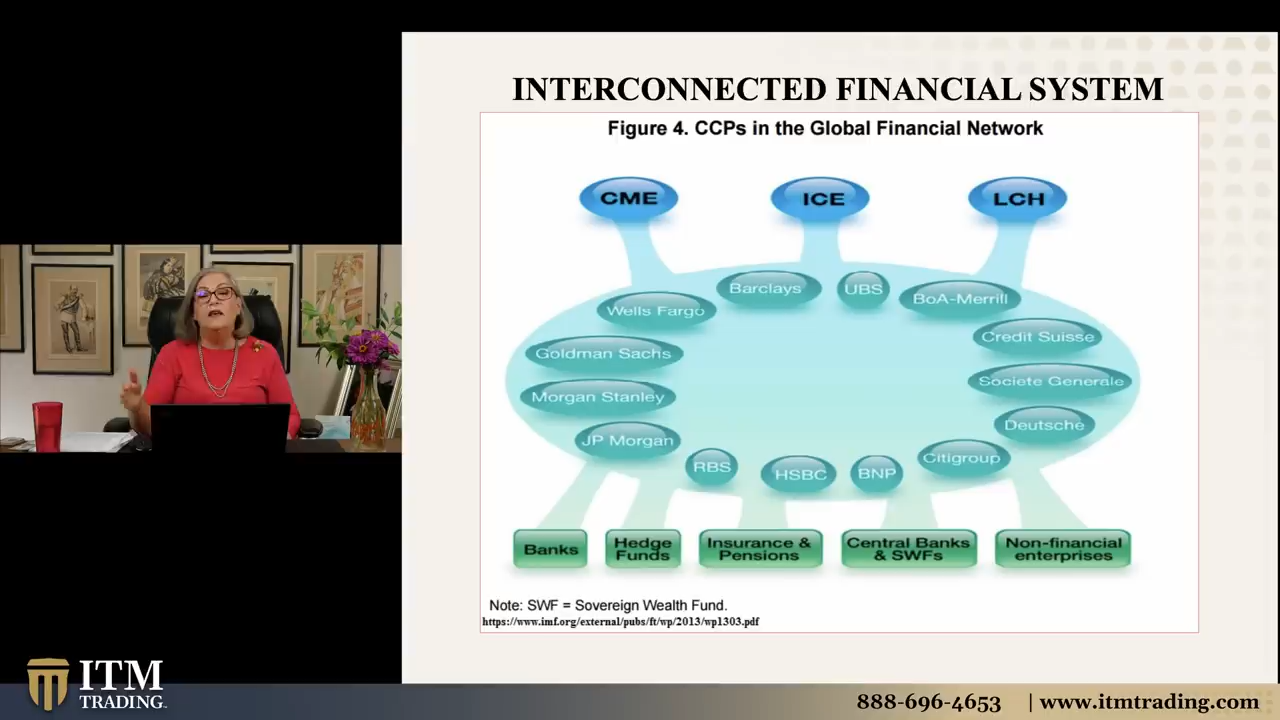 INTERCONNECTED FINANCIAL SYSTEM
Figure 4. CCPs in the Global Financial Network
CME
ICE
LCH
Barclays
UBS
BoA-Merrill
Wells Fargo
Credit Suisse
Goldman Sachs
Societe Generale
Morgan Stanley
Deutsche
JP Morgan
Citigroup
RBS
HSBC
BNP
Banks
Hedge
Funds
Insurance &
Pensions
Central Banks
& SWFs
Non-financial
enterprises
Note: SWF = Sovereign Wealth Fund.
https://www.imf.org/external/pubs/ft/wp/2013/wp1303.pdf
ITM
TRADING
888-696-4653 | www.itmtrading.com